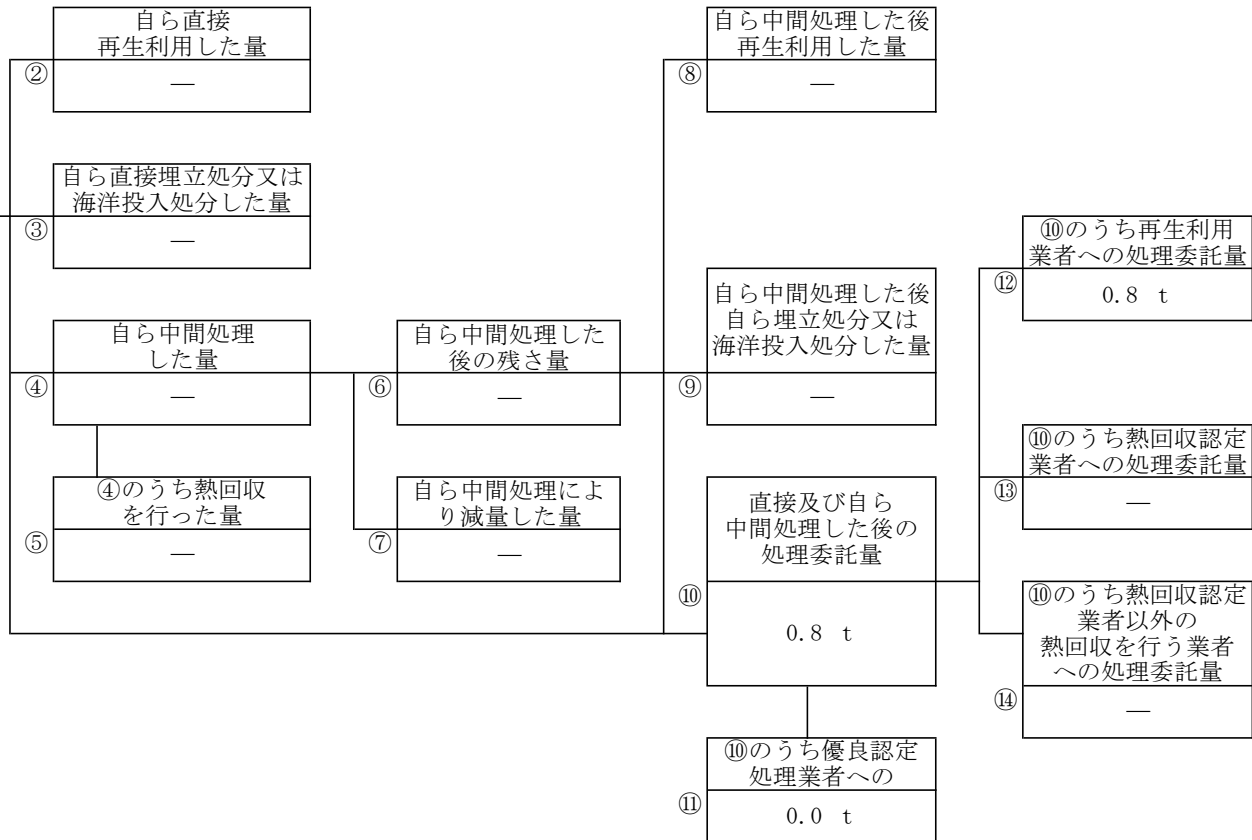 自ら直接
再生利用した量
②
―
自ら直接埋立処分又は
海洋投入処分した量
③
―
自ら中間処理
した量
④
―
④のうち熱回収
を行った量
⑤
―
自ら中間処理した
後の残さ量
⑥
―
自ら中間処理によ
り減量した量
⑦
―
自ら中間処理した後
再生利用した量
⑧
―
自ら中間処理した後
自ら埋立処分又は
海洋投入処分した量
⑨
―
直接及び自ら
中間処理した後の
処理委託量
⑩
0.8 t
⑩のうち優良認定
処理業者への
⑪
0.0 t
⑩のうち再生利用
業者への処理委託量
⑫
0.8 t
⑩のうち熱回収認定
業者への処理委託量
⑬
―
⑩のうち熱回収認定
業者以外の
熱回収を行う業者
への処理委託量
⑭
―